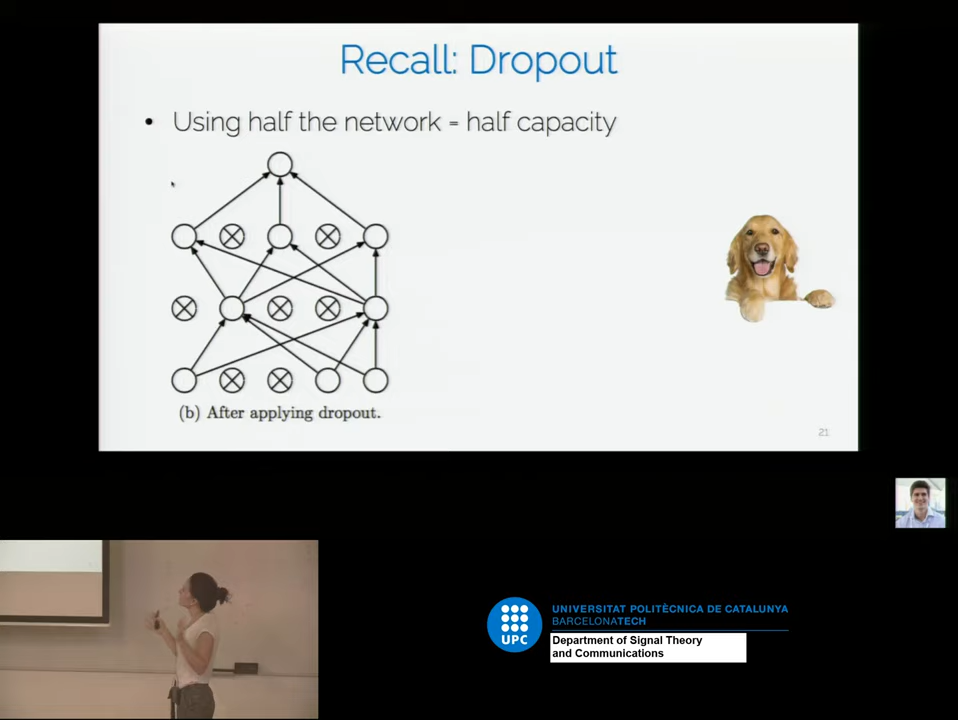 Recall: Dropout
• Using half the network = half capacity
(b) After applying dropout.
21
UPC
UNIVERSITAT POLITÈCNICA DE CATALUNYA
BARCELONATECH
Department of Signal Theory
and Communications